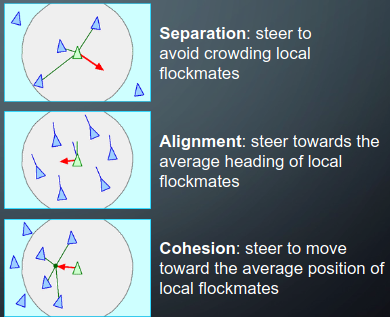 Separation: steer to
avoid crowding local
flockmates
Alignment: steer towards the
average heading of local
flockmates
Cohesion: steer to move
toward the average position of
local flockmates